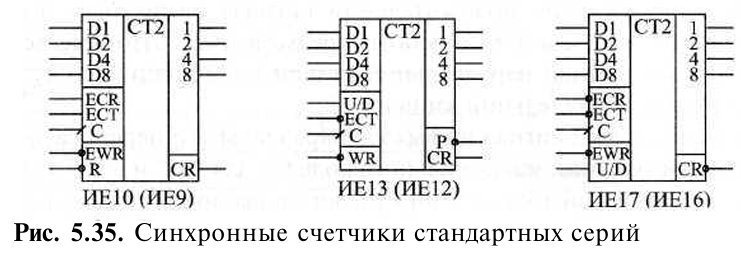 D1 CT2 1
D2 2
D4 4
D8 8
ECR
ECT
C
EWR
R CR
ИЕ10 (ИЕ9)
D1 CT2 1
D2 2
D4 4
D8 8
U/D
ECT
C P
WR CR
ИЕ13 (ИЕ12)
D1 CT2 1
D2 2
D4 4
D8 8
ECR
ECT
C
EWR
U/D CR
ИЕ17 (ИЕ16)
Рис. 5.35. Синхронные счетчики стандартных серий